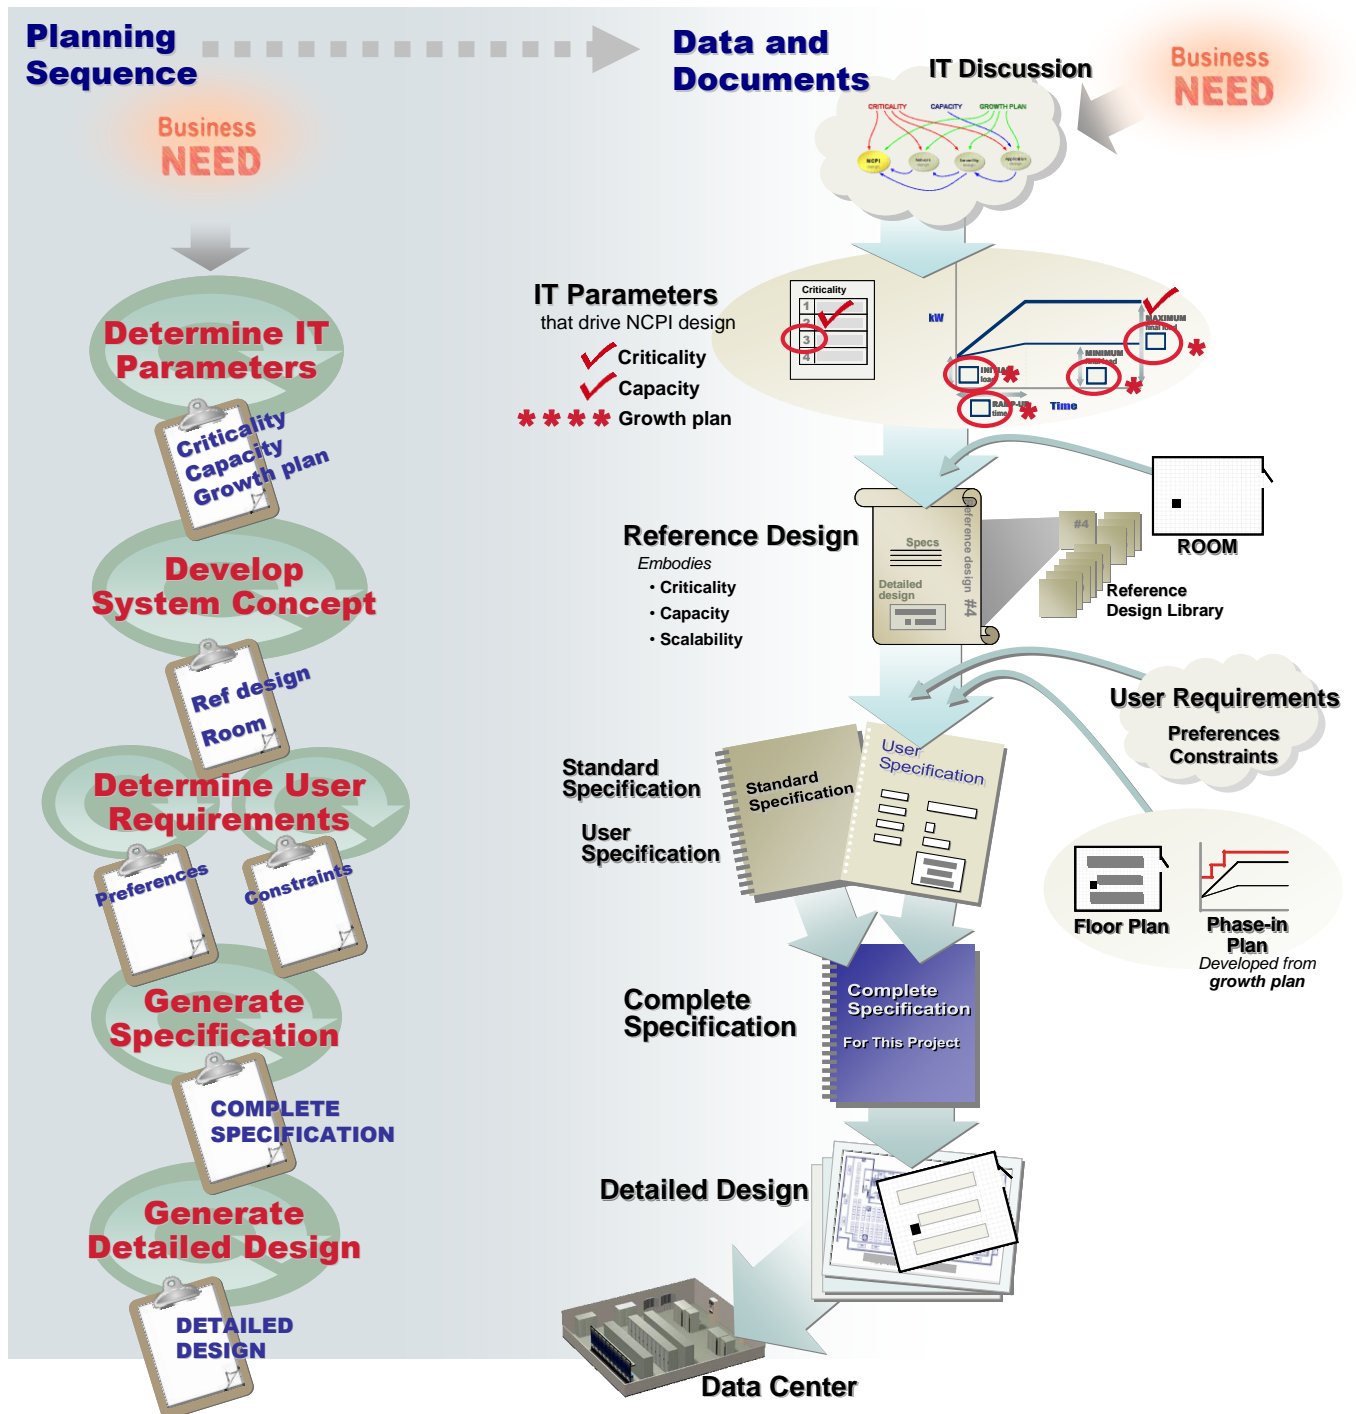 Planning
Sequence
Business
NEED
Determine IT
Parameters
Criticality
Capacity
Growth plan
Develop
System Concept
Ref design
Room
Determine User
Requirements
Preferences
Constraints
Generate
Specification
COMPLETE
SPECIFICATION
Generate
Detailed Design
DETAILED
DESIGN
Data and
Documents
IT Discussion
Business
NEED
CRITICALITY
CAPACITY
GROWTH PLAN
NCPI
IT Parameters
that drive NCPI design
Criticality
Capacity
Growth plan
Criticality
1
2
3
4
kW
Time
MAXIMUM
final load
MINIMUM
Reference Design
Embodies
• Criticality
• Capacity
• Scalability
Specs
Detailed
design
Reference design #4
#4
ROOM
Reference
Design Library
User Requirements
Preferences
Constraints
Standard
Specification
User
Specification
Standard
Specification
User
Specification
Floor Plan
Phase-in
Plan
Developed from
growth plan
Complete
Specification
Complete
Specification
For This Project
Detailed Design
Data Center